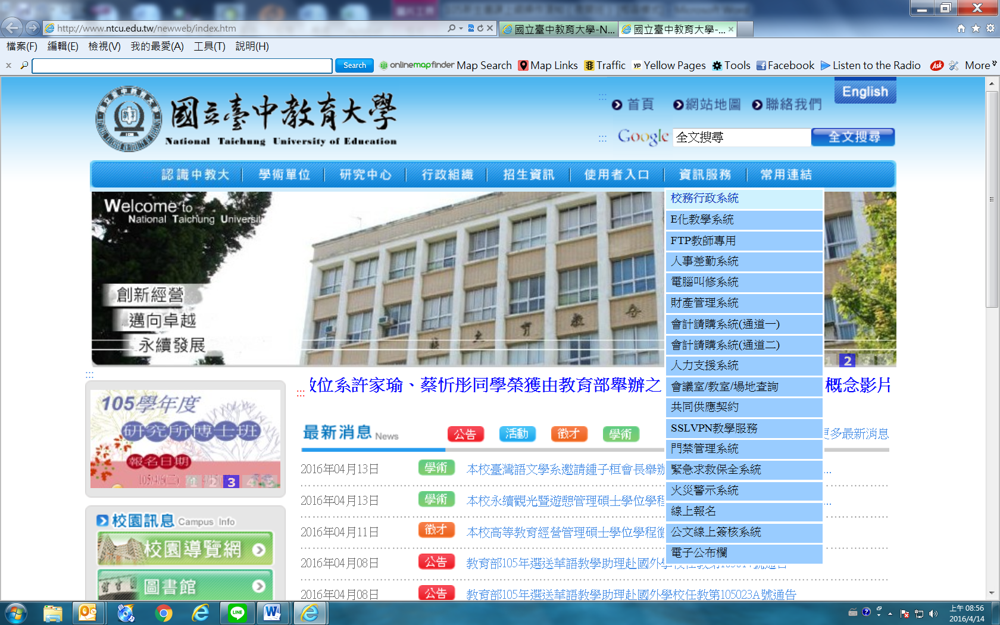 http://www.ntcu.edu.tw/newweb/index.htm
國立臺中教育大學-N...
國立臺中教育大學-...
檔案(F) 編輯(E) 檢視(V) 我的最愛(A) 工具(T) 說明(H)
Search onlinemapfinder Map Search Map Links Traffic yp Yellow Pages Tools Facebook Listen to the Radio Ask More
English
首頁 網站地圖 聯絡我們
國立臺中教育大學
National Taichung University of Education
Google 全文搜尋 全文搜尋
認識中教大 學術單位 研究中心 行政組織 招生資訊 使用者入口 資訊服務 常用連結
Welcome to
National Taichung Universit
創新經營
邁向卓越
永續發展
校務行政系統
E化教學系統
FTP教師專用
人事差勤系統
電腦叫修系統
財產管理系統
會計請購系統(通道一)
會計請購系統(通道二)
人力支援系統
會議室/教室/場地查詢
共同供應契約
SSLVPN教學服務
門禁管理系統
緊急求救保全系統
火災警示系統
線上報名
公文線上簽核系統
電子公布欄
1 2 3
位系許家瑜、蔡忻彤同學榮獲由教育部舉辦之 概念影片
105學年度
研究所博士班
報名日期
1 2 3 4 5
最新消息 News 公告 活動 徵才 學術 更多最新消息
2016年04月13日 學術 本校臺灣語文學系邀請鍾子桓會長舉辦 ...
2016年04月13日 學術 本校永續觀光暨遊憩管理碩士學位學程 ...
2016年04月11日 徵才 本校高等教育經營管理碩士學位學程徵
2016年04月08日 公告 教育部105年選送華語教學助理赴國外學校任教第
2016年04月08日 公告 教育部105年選送華語教學助理赴國外學校任教第105023A號通告
校園訊息 Campus Info
校園導覽網
圖書館
LINE
上午 08:56
2016/4/14